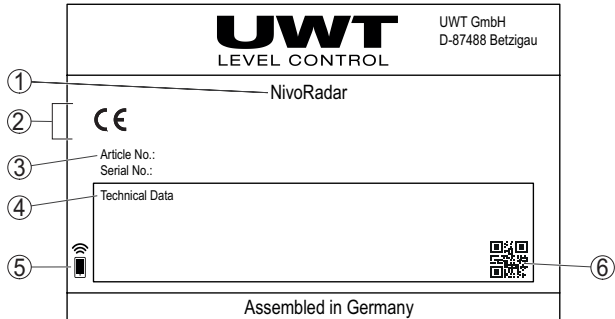 UWT
LEVEL CONTROL
UWT GmbH
D-87488 Betzigau
1
NivoRadar
2
CE
3
Article No.:
Serial No.:
4
Technical Data
5
6
Assembled in Germany